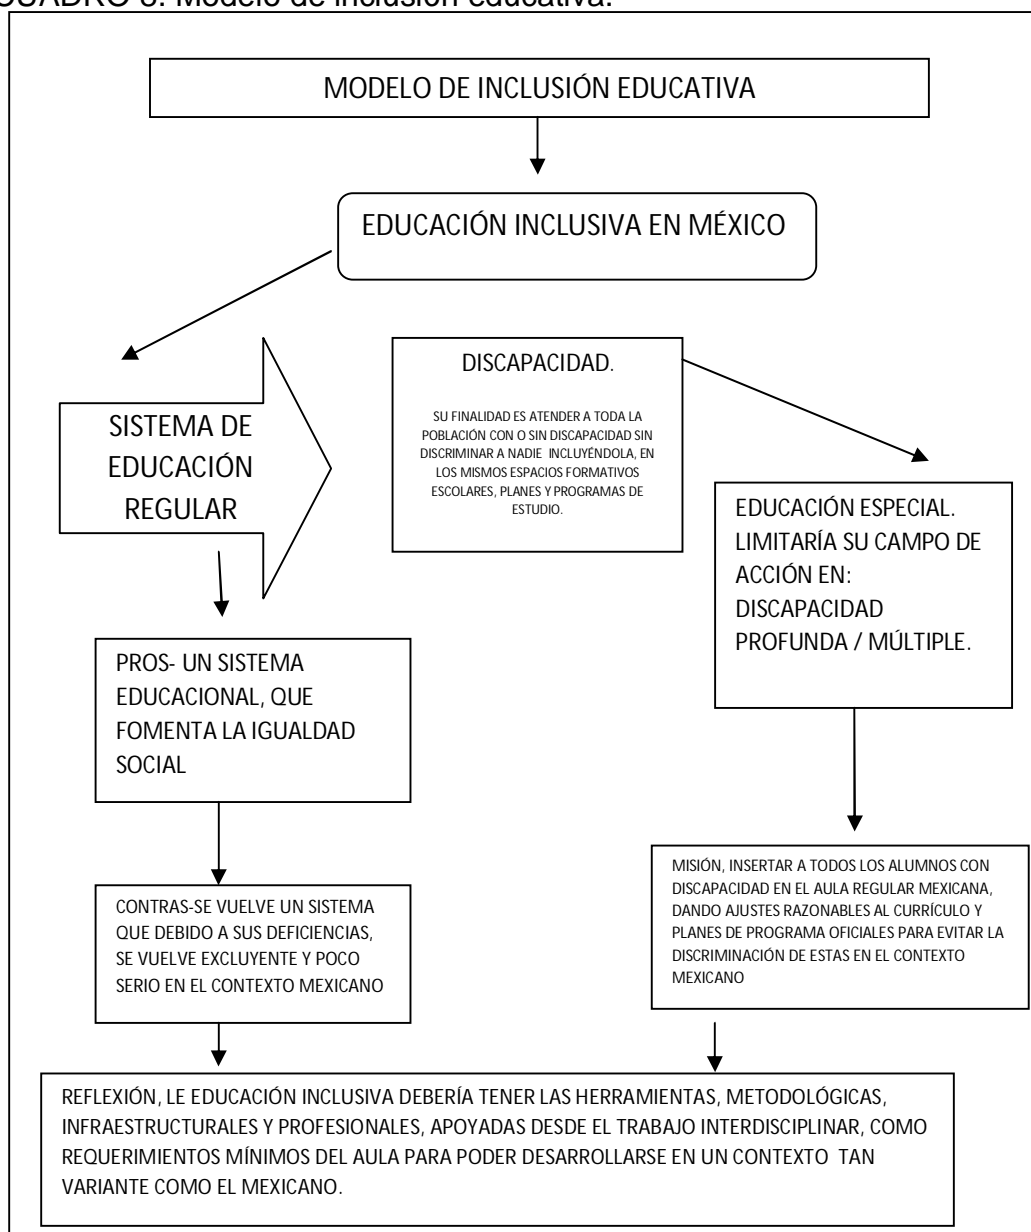 CUADRO 8. Modelo de inclusión educativa.
MODELO DE INCLUSIÓN EDUCATIVA
EDUCACIÓN INCLUSIVA EN MÉXICO
SISTEMA DE
EDUCACIÓN
REGULAR
DISCAPACIDAD.
SU FINALIDAD ES ATENDER A TODA LA
POBLACIÓN CON O SIN DISCAPACIDAD SIN
DISCRIMINAR A NADIE INCLUYÉNDOLA, EN
LOS MISMOS ESPACIOS FORMATIVOS
ESCOLARES, PLANES Y PROGRAMAS DE
ESTUDIO.
EDUCACIÓN ESPECIAL.
LIMITARÍA SU CAMPO DE
ACCIÓN EN:
DISCAPACIDAD
PROFUNDA / MÚLTIPLE.
PROS- UN SISTEMA
EDUCACIONAL, QUE
FOMENTA LA IGUALDAD
SOCIAL
CONTRAS-SE VUELVE UN SISTEMA
QUE DEBIDO A SUS DEFICIENCIAS,
SE VUELVE EXCLUYENTE Y POCO
SERIO EN EL CONTEXTO MEXICANO
MISIÓN, INSERTAR A TODOS LOS ALUMNOS CON
DISCAPACIDAD EN EL AULA REGULAR MEXICANA,
DANDO AJUSTES RAZONABLES AL CURRÍCULO Y
PLANES DE PROGRAMA OFICIALES PARA EVITAR LA
DISCRIMINACIÓN DE ESTAS EN EL CONTEXTO
MEXICANO
REFLEXIÓN, LE EDUCACIÓN INCLUSIVA DEBERÍA TENER LAS HERRAMIENTAS, METODOLÓGICAS,
INFRAESTRUCTURALES Y PROFESIONALES, APOYADAS DESDE EL TRABAJO INTERDISCIPLINAR, COMO
REQUERIMIENTOS MÍNIMOS DEL AULA PARA PODER DESARROLLARSE EN UN CONTEXTO TAN
VARIANTE COMO EL MEXICANO.